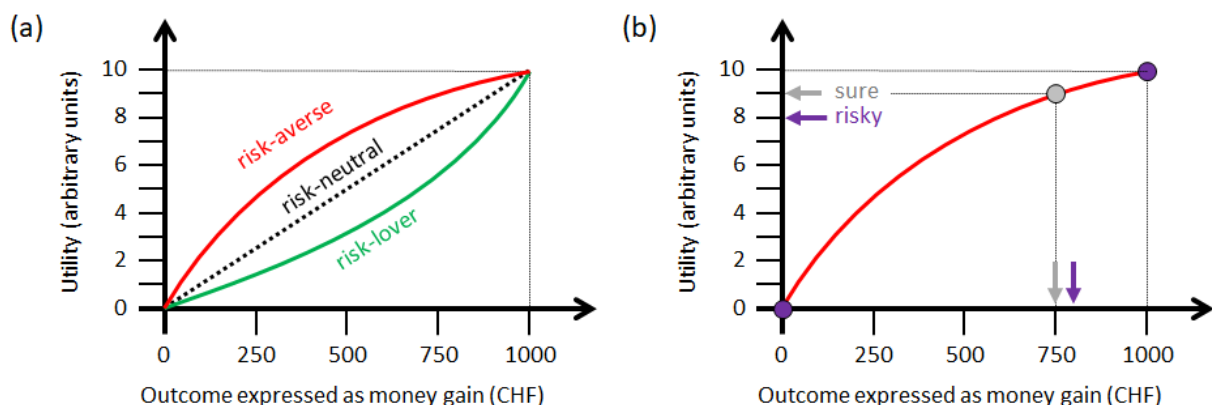 (a)
Utility (arbitrary units)
10
8
6
4
2
0
risk-averse
risk-neutral
risk-lover
0 250 500 750 1000
Outcome expressed as money gain (CHF)
(b)
Utility (arbitrary units)
10
8
6
4
2
0
sure
risky
0 250 500 750 1000
Outcome expressed as money gain (CHF)